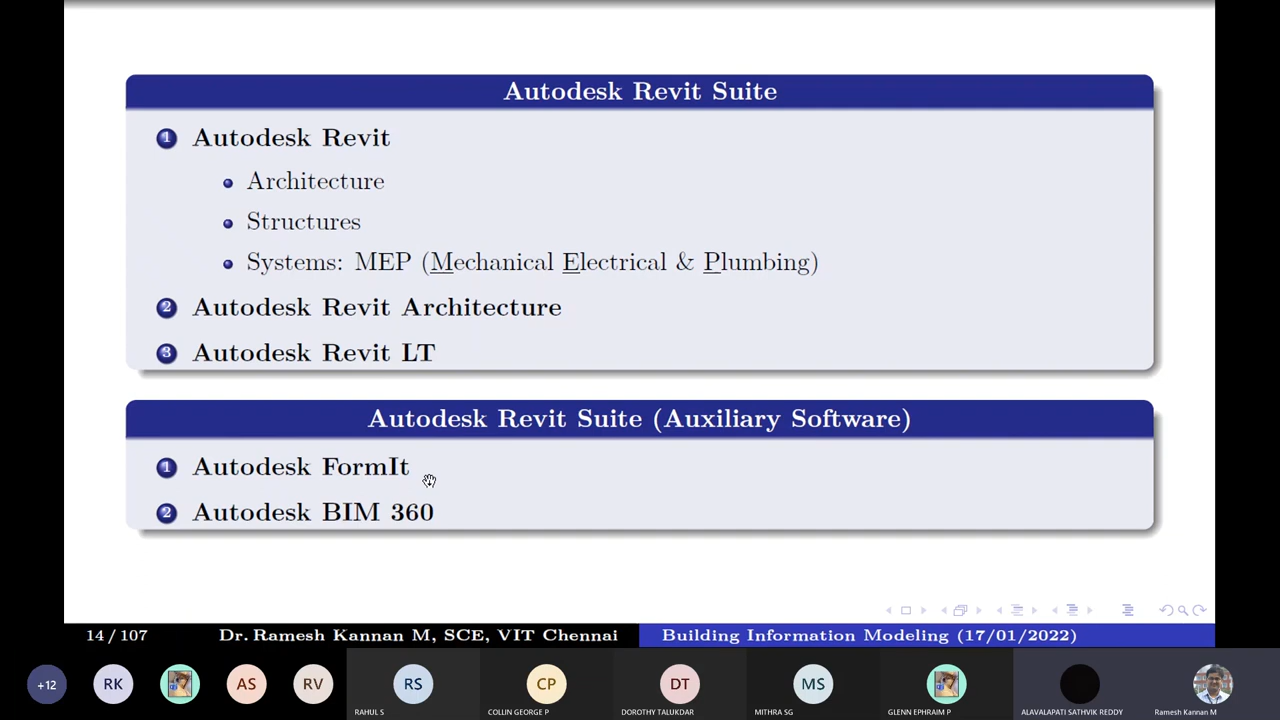 Autodesk Revit Suite
1 Autodesk Revit
Architecture
Structures
Systems: MEP (Mechanical Electrical & Plumbing)
2 Autodesk Revit Architecture
3 Autodesk Revit LT
Autodesk Revit Suite (Auxiliary Software)
1 Autodesk FormIt
2 Autodesk BIM 360
14 / 107 Dr. Ramesh Kannan M, SCE, VIT Chennai Building Information Modeling (17/01/2022)
+12 RK AS RV RS CP DT MS
RAHUL S COLLIN GEORGE P DOROTHY TALUKDAR MITHRA SG GLENN EPHRAIM P ALAVALAPATI SATHVIK REDDY Ramesh Kannan M